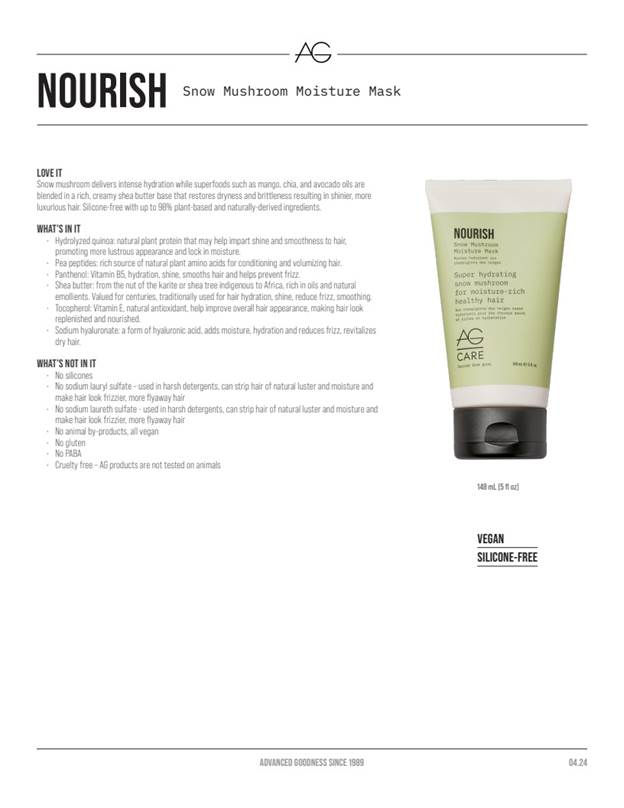 AG
NOURISH Snow Mushroom Moisture Mask
LOVE IT
Snow mushroom delivers intense hydration while superfoods such as mango, chia, and avocado oils are
blended in a rich, creamy shea butter base that restores dryness and brittleness resulting in shinier, more
luxurious hair. Silicone-free with up to 98% plant-based and naturally-derived ingredients.
WHAT'S IN IT
· Hydrolyzed quinoa: natural plant protein that may help impart shine and smoothness to hair,
promoting more lustrous appearance and lock in moisture.
· Pea peptides: rich source of natural plant amino acids for conditioning and volumizing hair.
· Panthenol: Vitamin B5, hydration, shine, smooths hair and helps prevent frizz.
· Shea butter: from the nut of the karite or shea tree indigenous to Africa, rich in oils and natural
emollients. Valued for centuries, traditionally used for hair hydration, shine, reduce frizz, smoothing.
· Tocopherol: Vitamin E, natural antioxidant, help improve overall hair appearance, making hair look
replenished and nourished.
· Sodium hyaluronate: a form of hyaluronic acid, adds moisture, hydration and reduces frizz, revitalizes
dry hair.
WHAT'S NOT IN IT
· No silicones
· No sodium lauryl sulfate - used in harsh detergents, can strip hair of natural luster and moisture and
make hair look frizzier, more flyaway hair
· No sodium laureth sulfate - used in harsh detergents, can strip hair of natural luster and moisture and
make hair look frizzier, more flyaway hair
· No animal by-products, all vegan
· No gluten
· No PABA
· Cruelty free - AG products are not tested on animals
NOURISH
Snow Mushroom
Moisture Mask
Super hydrating
snow mushroom
for moisture-rich
healthy hair
AG
CARE
148 mL (5 fl oz)
VEGAN
SILICONE-FREE
ADVANCED GOODNESS SINCE 1989
04.24